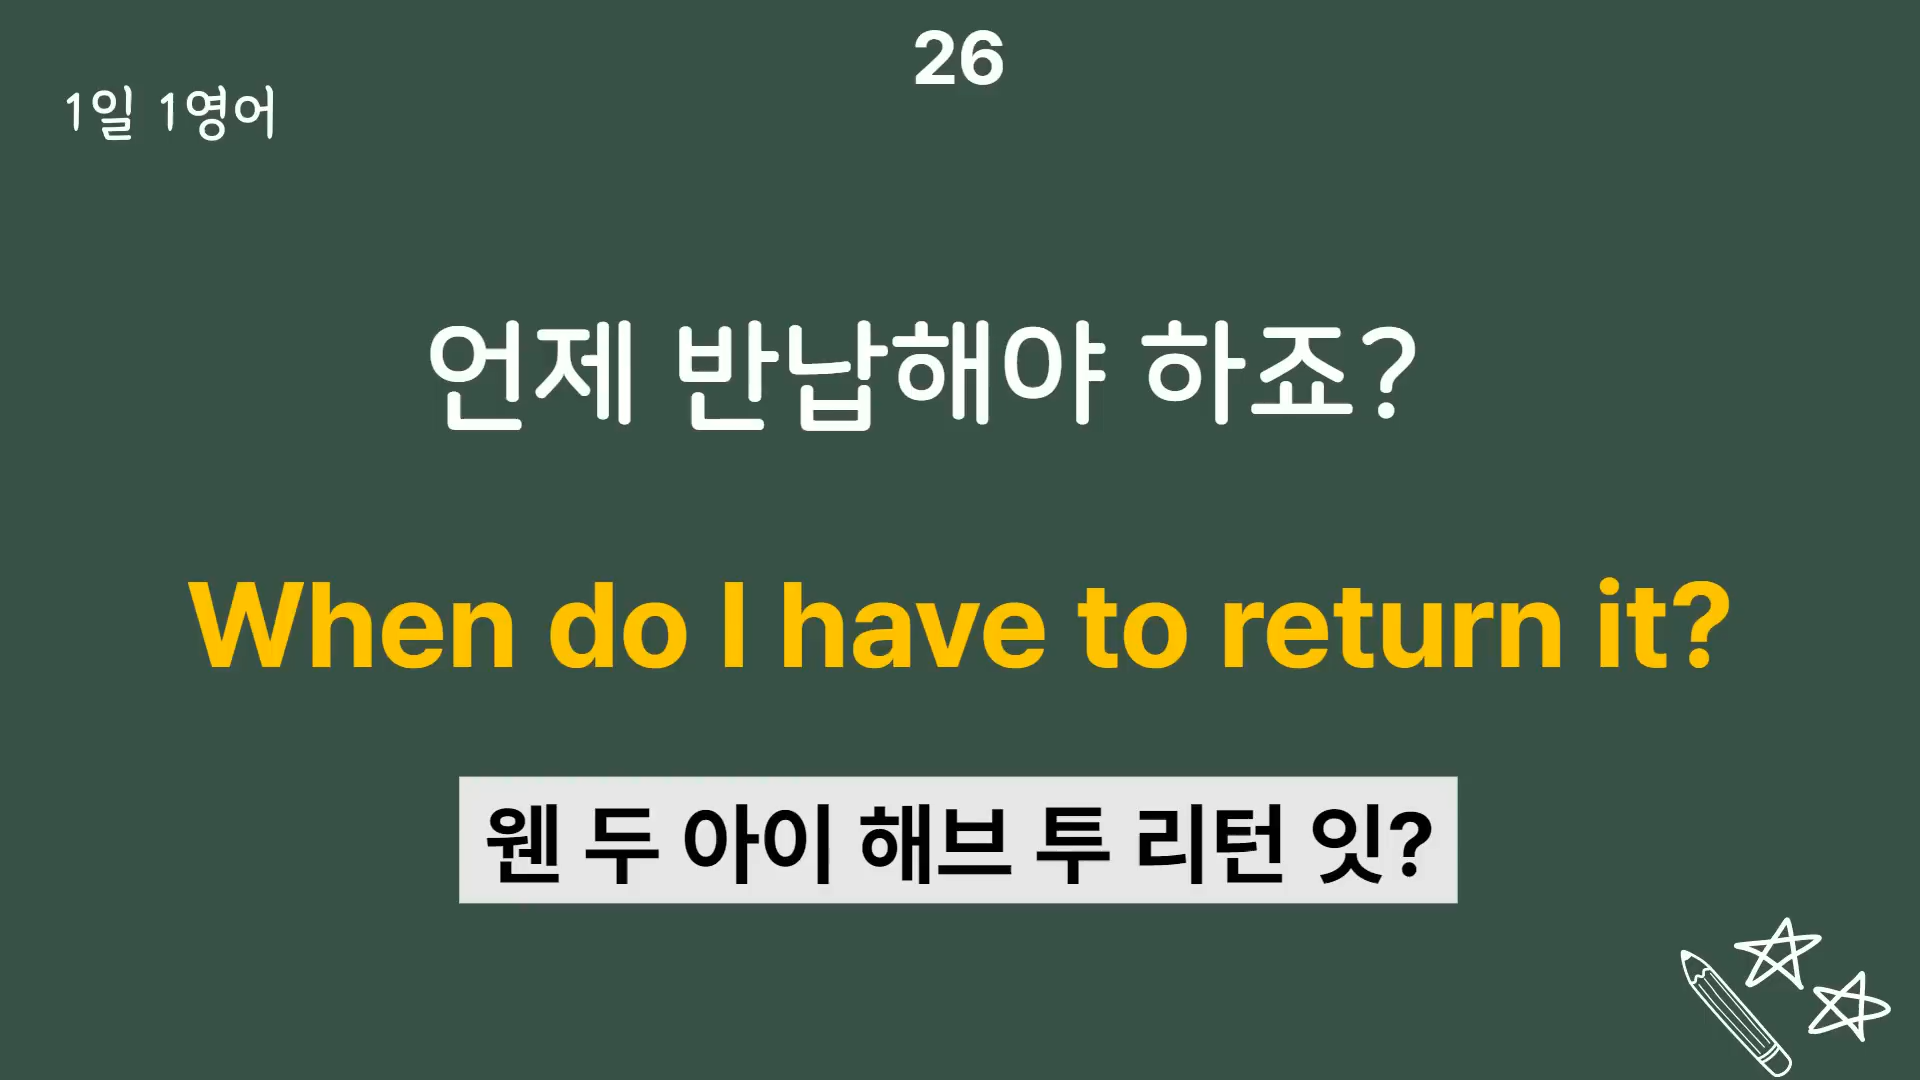 26
1일 1영어
언제 반납해야 하죠?
When do I have to return it?
웬 두 아이 해브 투 리턴 잇?